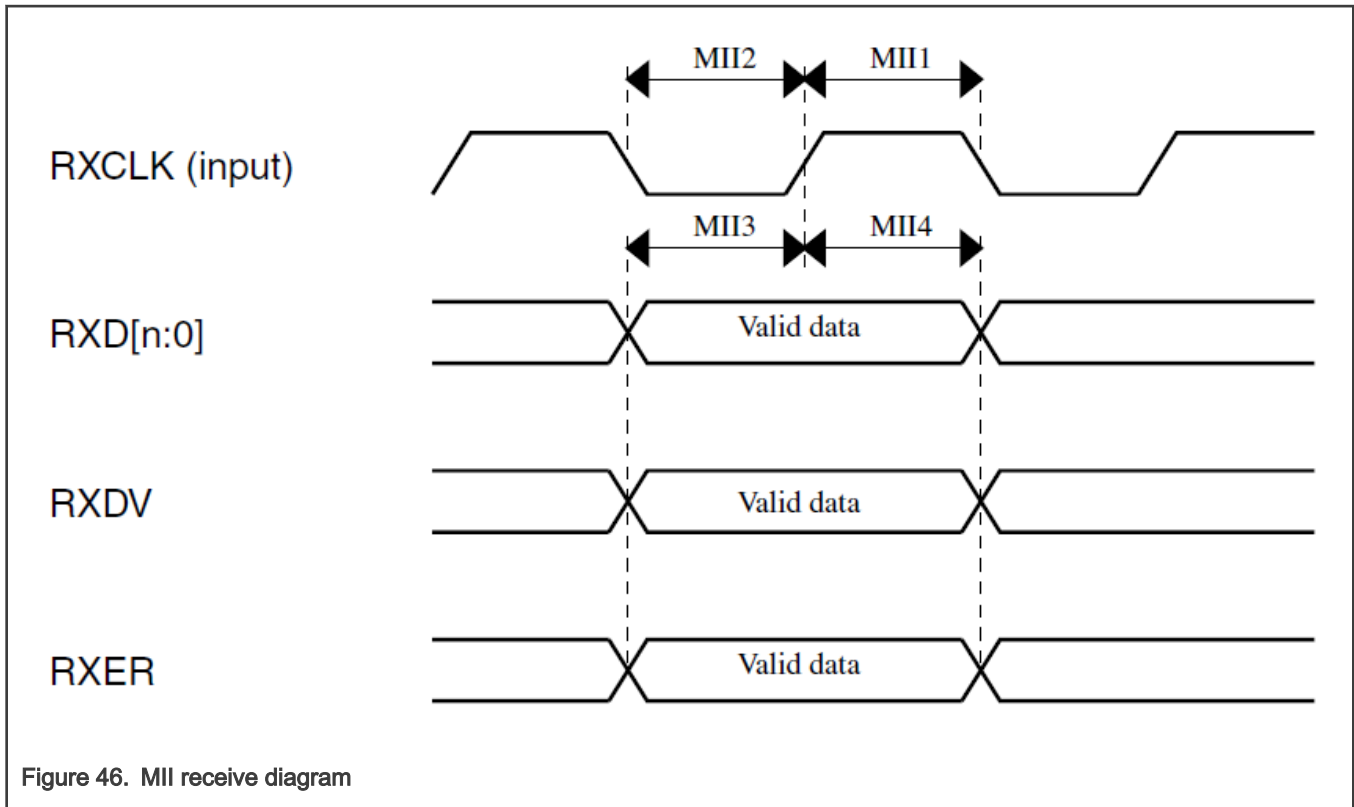 MII2 MII1
RXCLK (input)
MII3 MII4
RXD[n:0] Valid data
RXDV Valid data
RXER Valid data
Figure 46. MII receive diagram